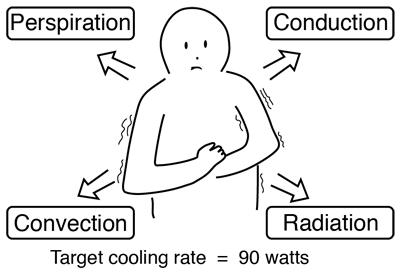 Perspiration
Conduction
Convection
Radiation
Target cooling rate = 90 watts